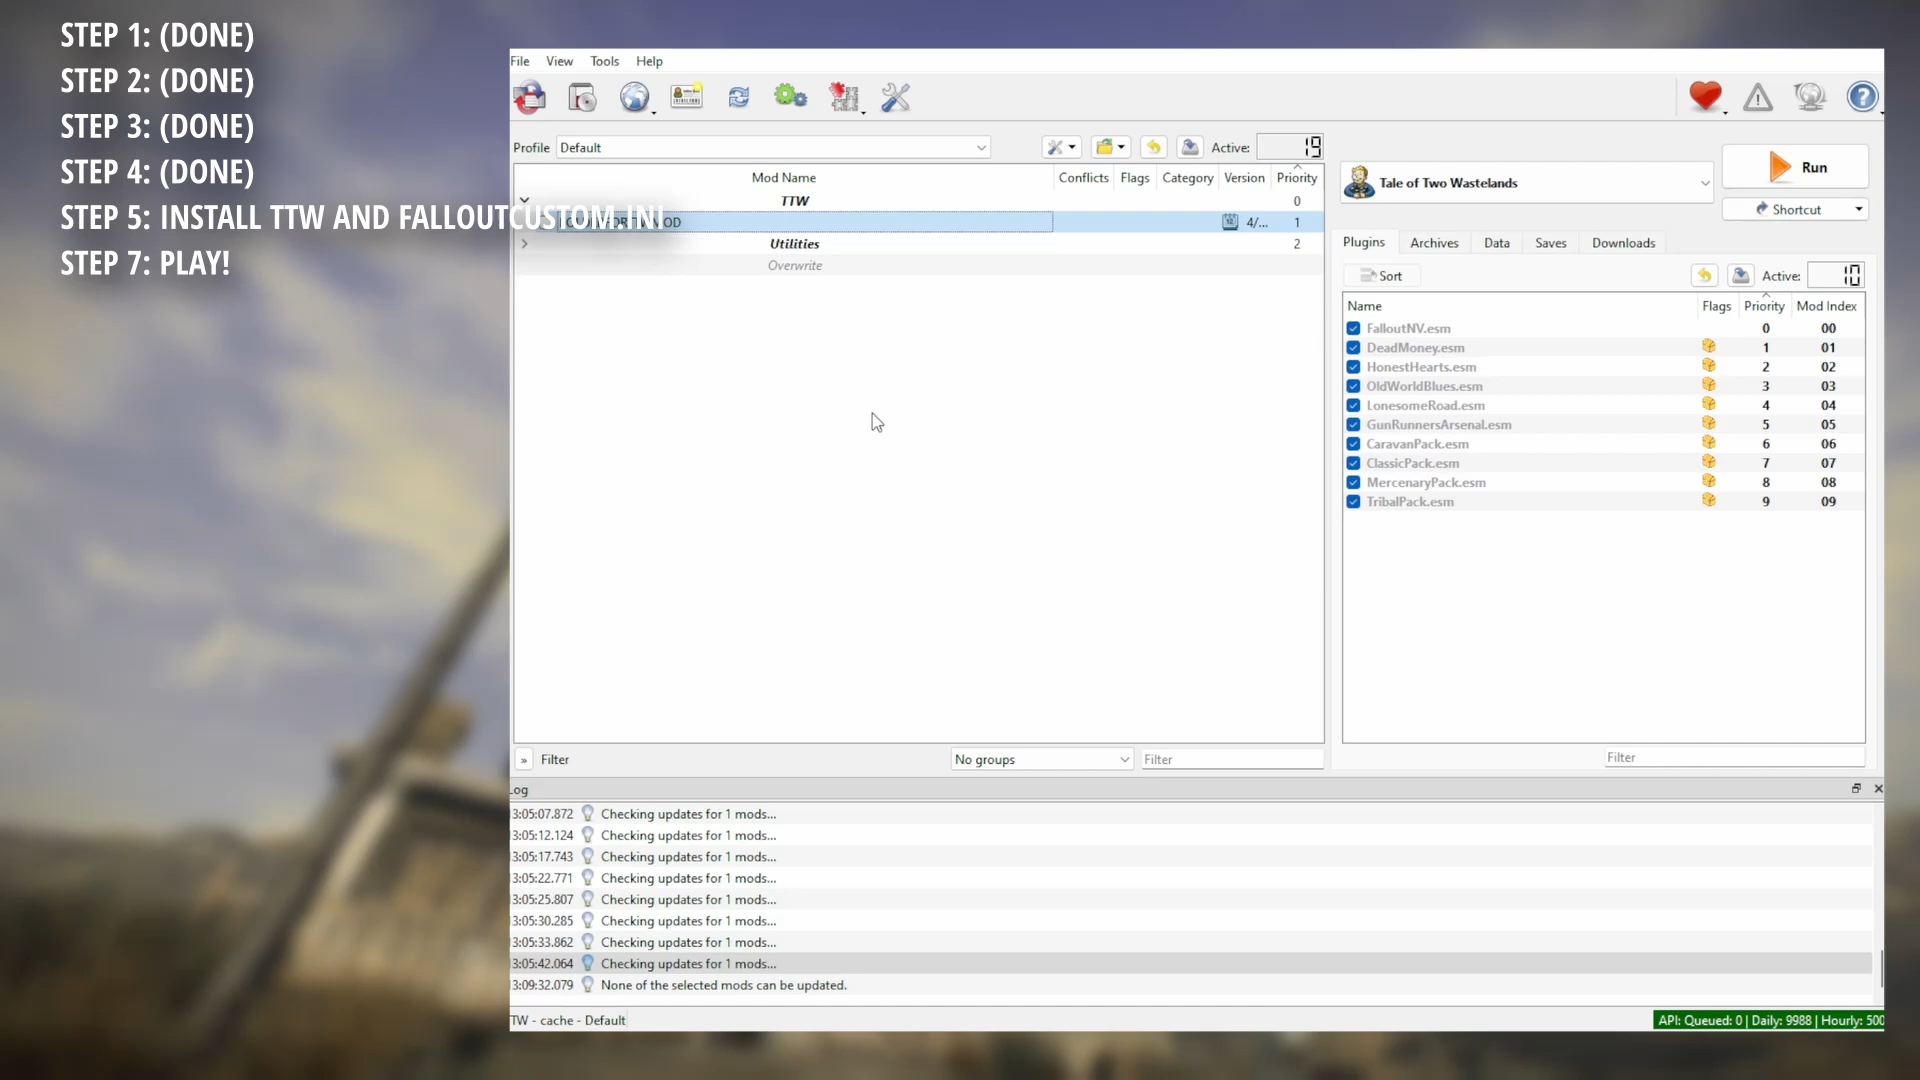 STEP 1: (DONE)
STEP 2: (DONE)
STEP 3: (DONE)
STEP 4: (DONE)
STEP 5: INSTALL TTW AND FALLOUTCUSTOM.INI
STEP 7: PLAY!
File View Tools Help
Profile Default Active: 19
Mod Name Conflicts Flags Category Version Priority
TTW 0
MOD 4/... 1
Utilities 2
Overwrite
» Filter No groups Filter
Tale of Two Wastelands
Run
Shortcut
Plugins Archives Data Saves Downloads
Sort Active: 10
Name Flags Priority Mod Index
FalloutNV.esm 0 00
DeadMoney.esm 1 01
HonestHearts.esm 2 02
OldWorldBlues.esm 3 03
LonesomeRoad.esm 4 04
GunRunnersArsenal.esm 5 05
CaravanPack.esm 6 06
ClassicPack.esm 7 07
MercenaryPack.esm 8 08
TribalPack.esm 9 09
Filter
og
3:05:07.872 Checking updates for 1 mods...
3:05:12.124 Checking updates for 1 mods...
3:05:17.743 Checking updates for 1 mods...
3:05:22.771 Checking updates for 1 mods...
3:05:25.807 Checking updates for 1 mods...
3:05:30.285 Checking updates for 1 mods...
3:05:33.862 Checking updates for 1 mods...
3:05:42.064 Checking updates for 1 mods...
3:09:32.079 None of the selected mods can be updated.
TW - cache - Default API: Queued: 0 | Daily: 9988 | Hourly: 500